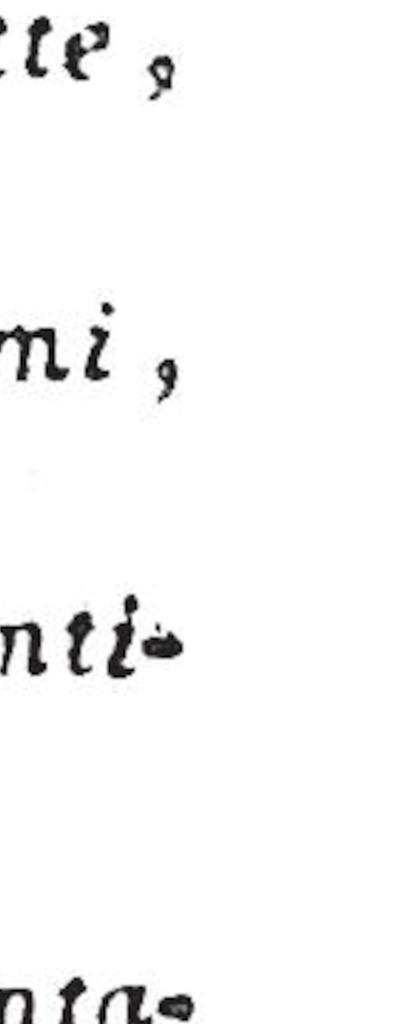 tte,
mi,
nti-
nta-